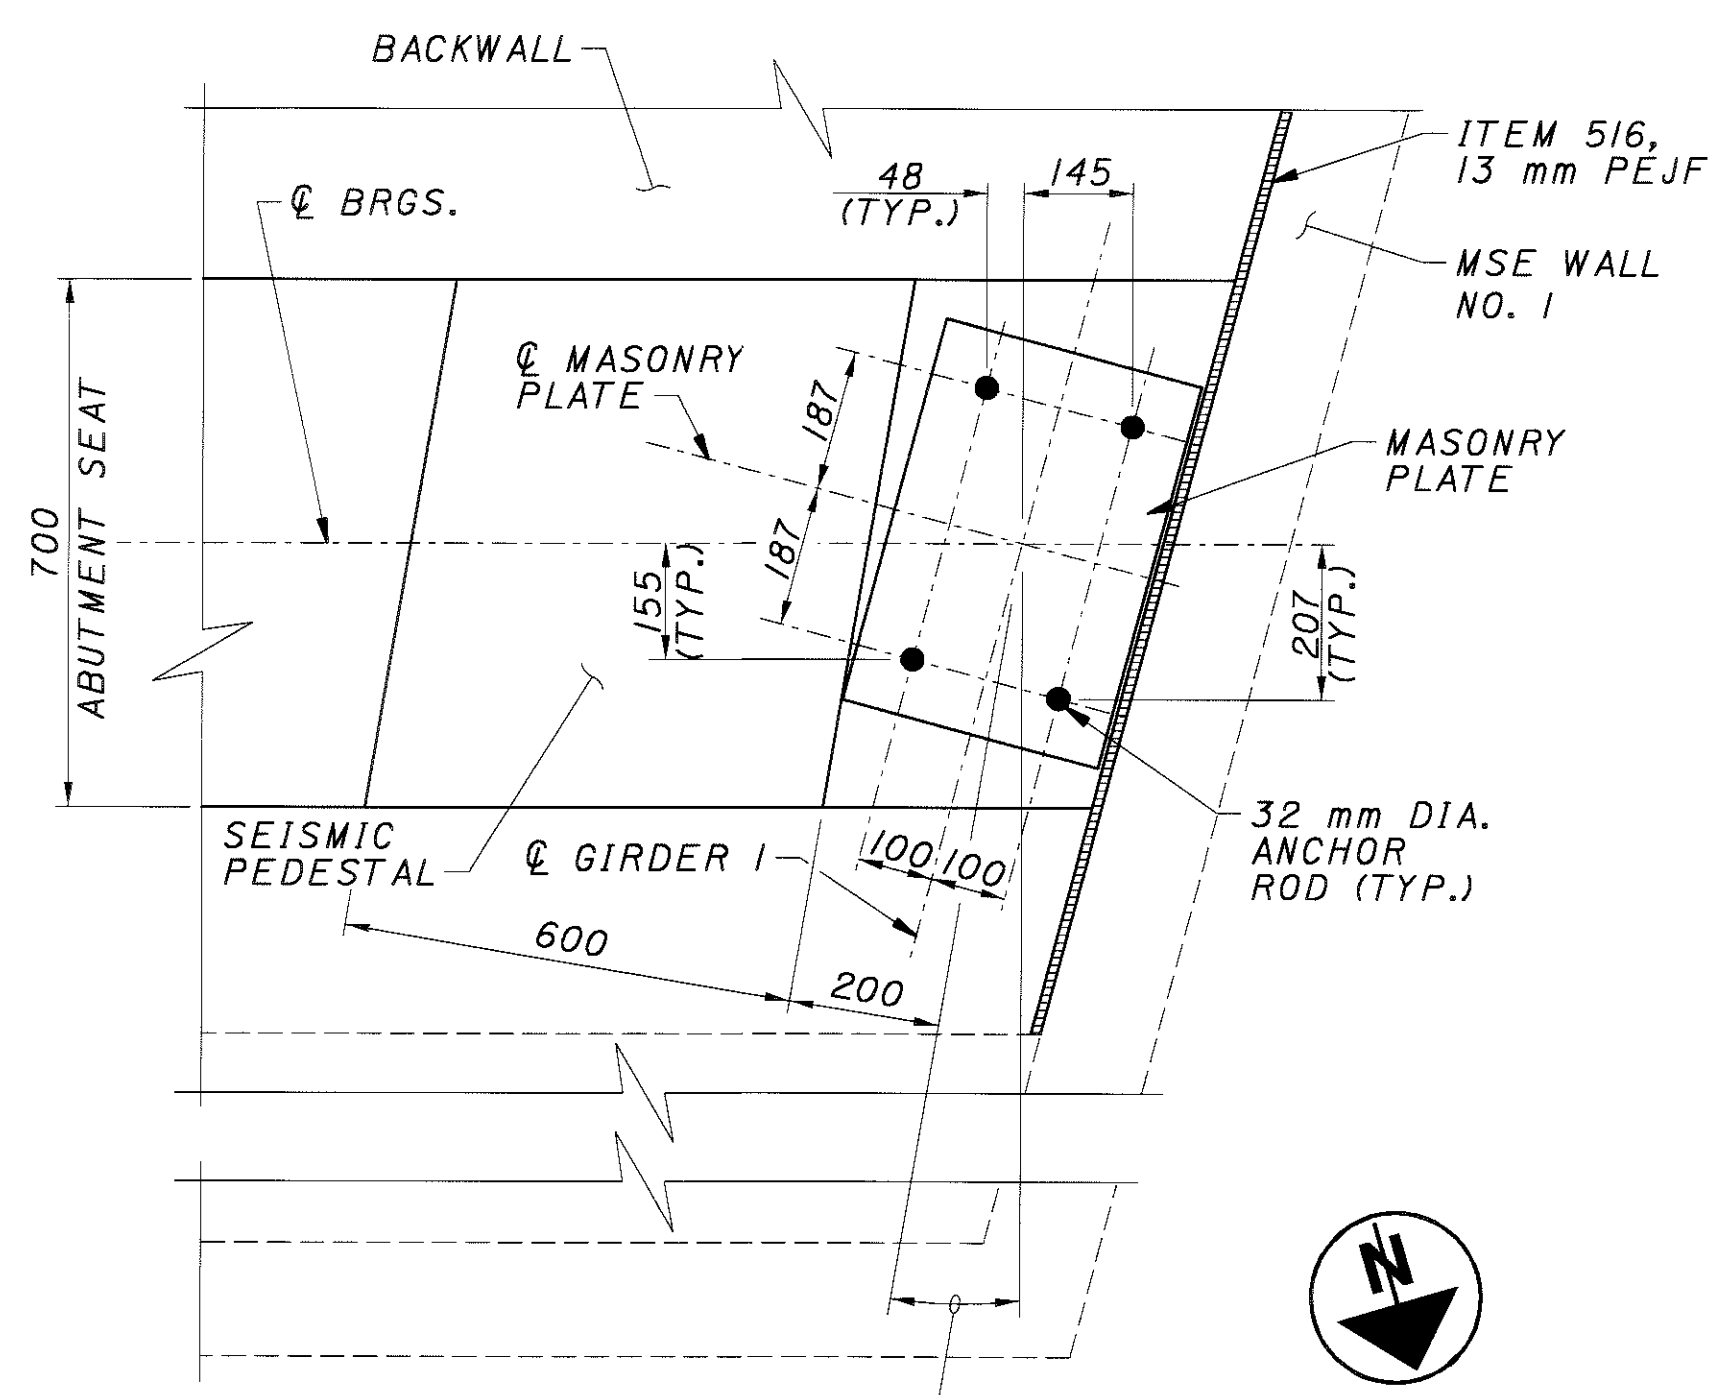 BACKWALL
ITEM 516,
13 mm PEJF
48
(TYP.)
145
℄ BRGS.
MSE WALL
NO. 1
℄ MASONRY
PLATE
187
187
MASONRY
PLATE
700
ABUTMENT SEAT
155
(TYP.)
207
(TYP.)
SEISMIC
PEDESTAL
℄ GIRDER 1
100
100
32 mm DIA.
ANCHOR
ROD (TYP.)
600
200
N